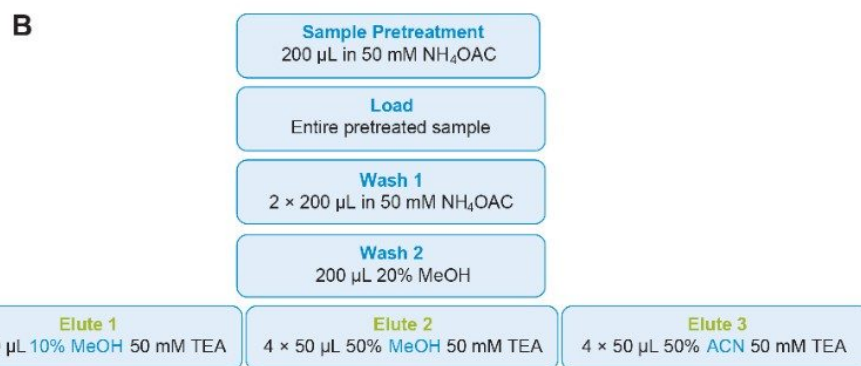 B
Sample Pretreatment
200 µL in 50 mM NH₄OAC
Load
Entire pretreated sample
Wash 1
2 × 200 µL in 50 mM NH₄OAC
Wash 2
200 µL 20% MeOH
Elute 1
µL 10% MeOH 50 mM TEA
Elute 2
4 × 50 µL 50% MeOH 50 mM TEA
Elute 3
4 × 50 µL 50% ACN 50 mM TEA